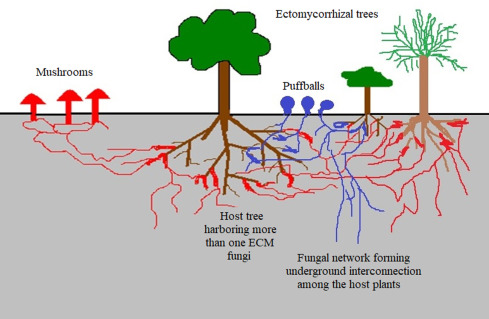 Ectomycorrhizal trees
Mushrooms
Puffballs
Host tree
harboring more
than one ECM
fungi
Fungal network forming
underground interconnection
among the host plants